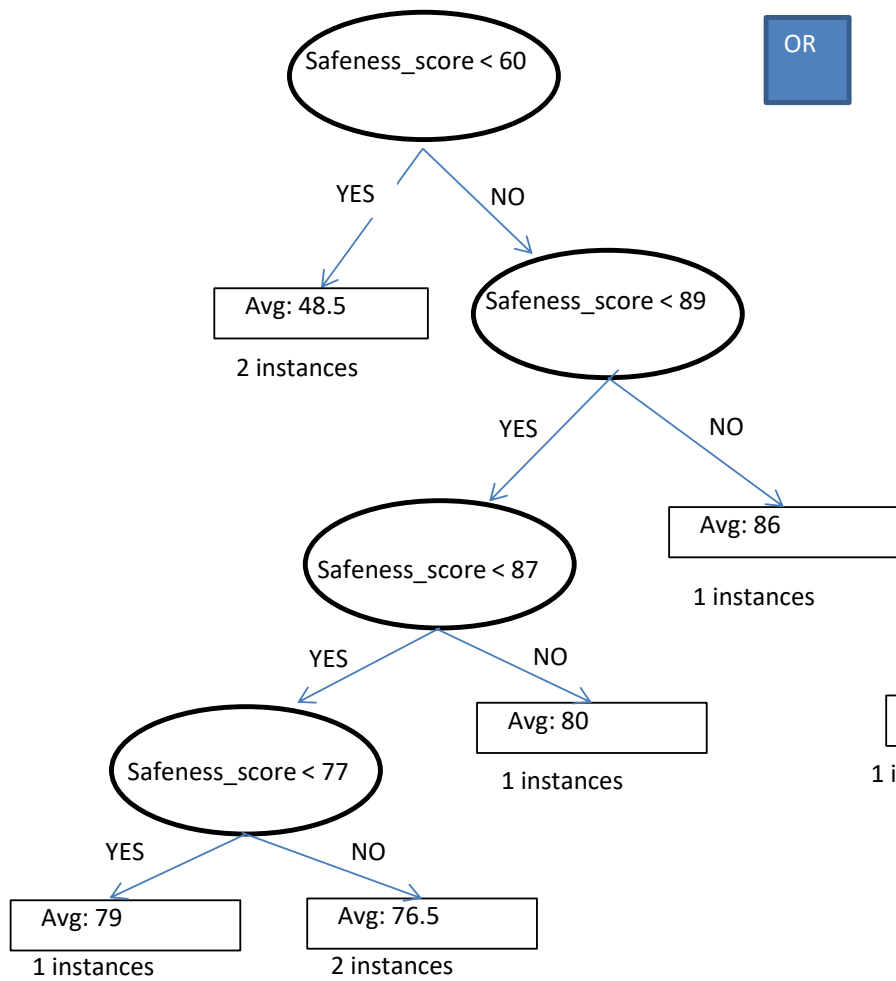 Safeness_score < 60
OR
YES
NO
Avg: 48.5
2 instances
Safeness_score < 89
YES
NO
Avg: 86
1 instances
Safeness_score < 87
YES
NO
Avg: 80
1 instances
1 i
Safeness_score < 77
YES
NO
Avg: 79
1 instances
Avg: 76.5
2 instances